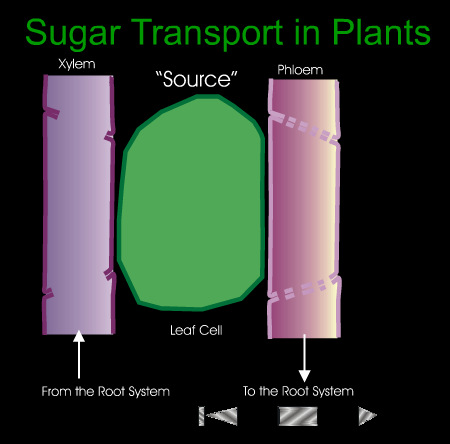 Sugar Transport in Plants
Xylem
“Source”
Phloem
Leaf Cell
From the Root System
To the Root System